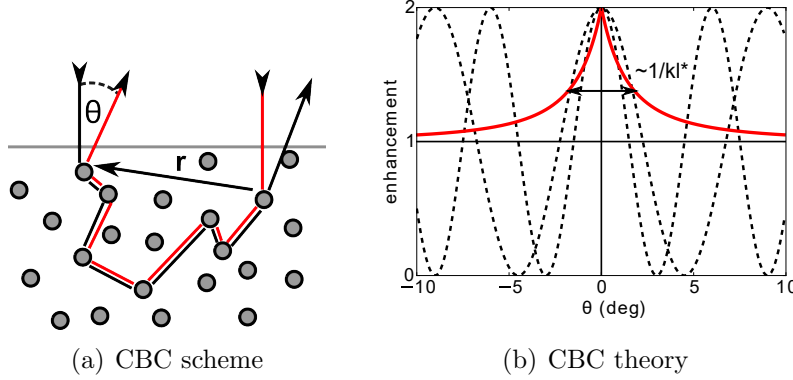 θ
r
2
1
0
enhancement
~1/kl*
−10
−5
0
5
10
θ (deg)
(a) CBC scheme
(b) CBC theory